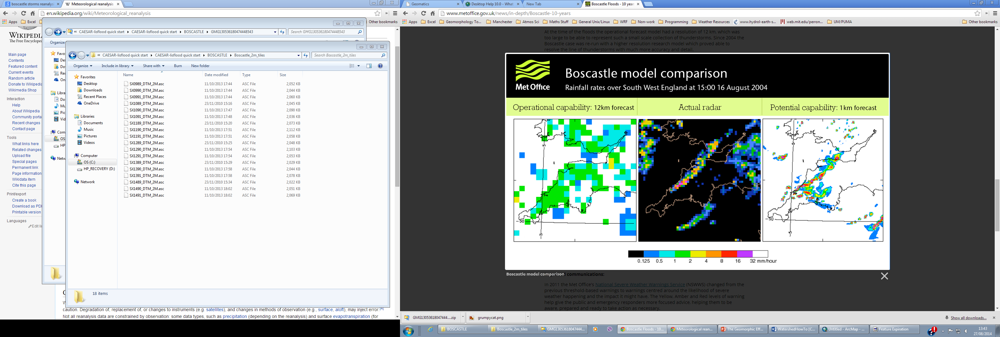 boscastle storms reanalys
Meteorological reanalysis
en.wikipedia.org/wiki/Meteorological_reanalysis
Apps
Excel
Other bookmarks
WIKIPEDIA
The Free Encyclopedia
Main page
Contents
Featured content
Current events
Random article
Donate to Wikipedia
Wikimedia Shop
Interaction
Help
About Wikipedia
Community porta
Recent changes
Contact page
Tools
What links here
Related changes
Upload file
Special pages
Permanent link
Page information
Wikidata item
Cite this page
Print/export
Create a book
Download as PD
Printable version
Languages
Edit lin
CAESAR-lisflood quick start
CAESAR-lisflood quick start
BOSCASTLE
GMG130536180474448543
Search GMG130536180474448543
Organize
Favo
Des
Do
Rec
On
Libra
Do
Mu
Pic
Vid
Com
OS
HP
Netw
CAESAR-lisflood quick start
CAESAR-lisflood quick start
BOSCASTLE
Boscastle_2m_tiles
Search Boscastle_2m_tiles
Organize
Include in library
Share with
Burn
New folder
Favorites
Desktop
Downloads
Recent Places
OneDrive
Libraries
Documents
Music
Pictures
Videos
Computer
OS (C:)
HP_RECOVERY (D:)
Network
Name Date modified Type Size
SX0989_DTM_2M.asc 11/10/2013 17:44 ASC File 2,052 KB
SX0990_DTM_2M.asc 11/10/2013 17:44 ASC File 2,044 KB
SX0991_DTM_2M.asc 11/10/2013 17:44 ASC File 2,060 KB
SX1089_DTM_2M.asc 23/11/2010 15:16 ASC File 2,045 KB
SX1090_DTM_2M.asc 11/10/2013 17:47 ASC File 2,090 KB
SX1091_DTM_2M.asc 11/10/2013 17:48 ASC File 2,036 KB
SX1189_DTM_2M.asc 23/11/2010 15:20 ASC File 2,073 KB
SX1190_DTM_2M.asc 11/10/2013 17:51 ASC File 2,112 KB
SX1191_DTM_2M.asc 11/10/2013 17:51 ASC File 2,058 KB
SX1289_DTM_2M.asc 23/11/2010 15:25 ASC File 2,048 KB
SX1290_DTM_2M.asc 11/10/2013 17:54 ASC File 2,103 KB
SX1291_DTM_2M.asc 11/10/2013 17:54 ASC File 2,053 KB
SX1389_DTM_2M.asc 23/11/2010 15:29 ASC File 2,029 KB
SX1390_DTM_2M.asc 11/10/2013 17:58 ASC File 2,044 KB
SX1391_DTM_2M.asc 11/10/2013 17:58 ASC File 2,078 KB
SX1489_DTM_2M.asc 23/11/2010 15:34 ASC File 2,022 KB
SX1490_DTM_2M.asc 11/10/2013 18:02 ASC File 2,051 KB
SX1491_DTM_2M.asc 11/10/2013 18:02 ASC File 2,069 KB
18 items
caution. Degradation of, replacement of, or changes to instruments (e.g. satellites), and changes in methods of observation (e.g., surface, aloft), may inject error.[4]
Not all reanalysis data are constrained by observation: some data types, such as precipitation (depending on the reanalysis) and surface evapotranspiration (for
Geomatics
Desktop Help 10.0 - What
New Tab
Boscastle Floods - 10 year
www.metoffice.gov.uk/news/in-depth/Boscastle-10-years
Apps
Excel
Geomorphology To...
Manchester
Atmos Sci
Maths Stuff
General Unix/Linux
WRF
Non-work
Programming
Weather Resources
www.hydrol-earth-s...
web.mit.edu/perron...
UM/PUMA
Other bookmarks
At the time of the floods the operational forecast model had a resolution of 12 km, which was
too large to be able to represent such a small scale collection of thunderstorms. Since 2004 the
Boscastle case was re-run with a higher resolution research model which proved able to
resolve the line of thunderstorms with much more accuracy and detail.
Met Office
Boscastle model comparison
Rainfall rates over South West England at 15:00 16 August 2004
Operational capability: 12km forecast
Actual radar
Potential capability: 1km forecast
-5
-50
-5
-5
-50
-5
0.125 0.5 1 2 4 8 16 32 mm/hour
Boscastle model comparison
communications:
In 2011 the Met Office's National Severe Weather Warnings Service (NSWWS) changed from the
previous threshold-based warnings to warnings centred around the likelihood of severe
weather happening and the impact it might have. The Yellow, Amber and Red levels of warning
help give the public and emergency responders more focused advice, helping them to be
aware, prepared and ready to take action as necessary.
GMG13053618047444....zip
grumpycat.png
Show all downloads...
BOSCASTLE
Boscastle_2m_tiles
GMG13053618047444...
Boscastle Floods - 10...
Meteorological rean...
The Geomorphic Eff...
WatershedHowTo [C...
Untitled - ArcMap - ...
Feature Expiration
13:43
27/08/2014